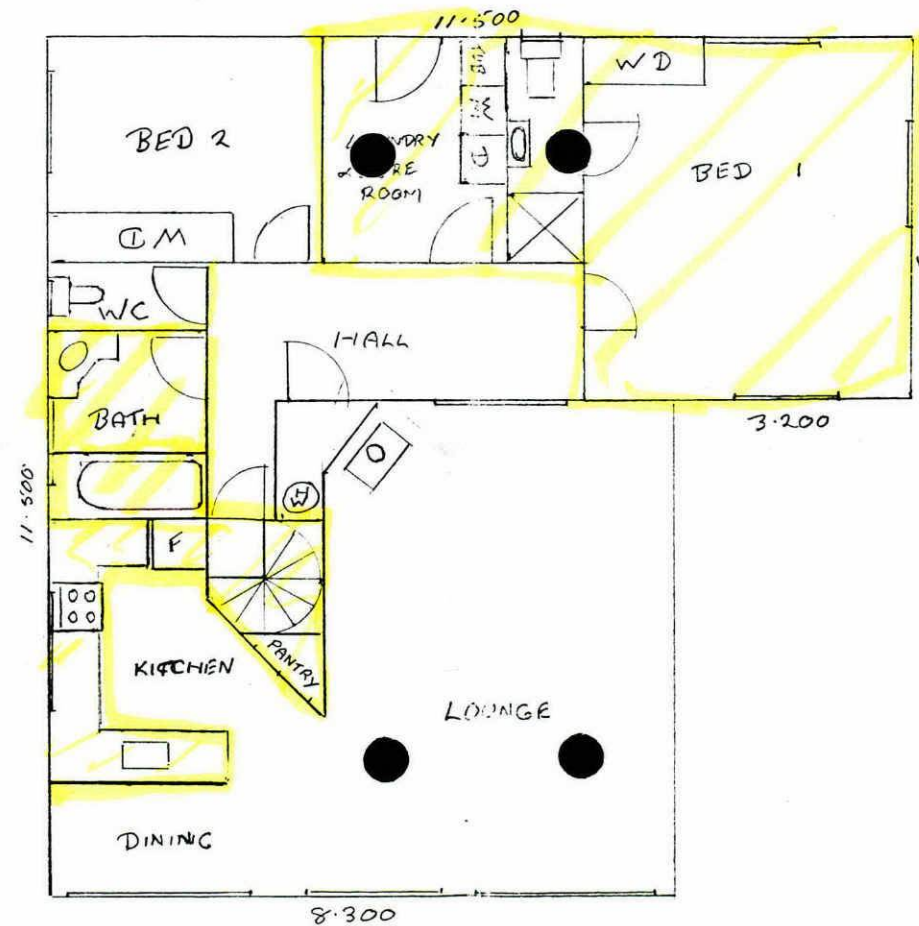 11.500
BED 2
WD
BED 1
ROOM
WC
HALL
BATH
3.200
11.500
F
KITCHEN
PANTRY
LOUNGE
DINING
8.300